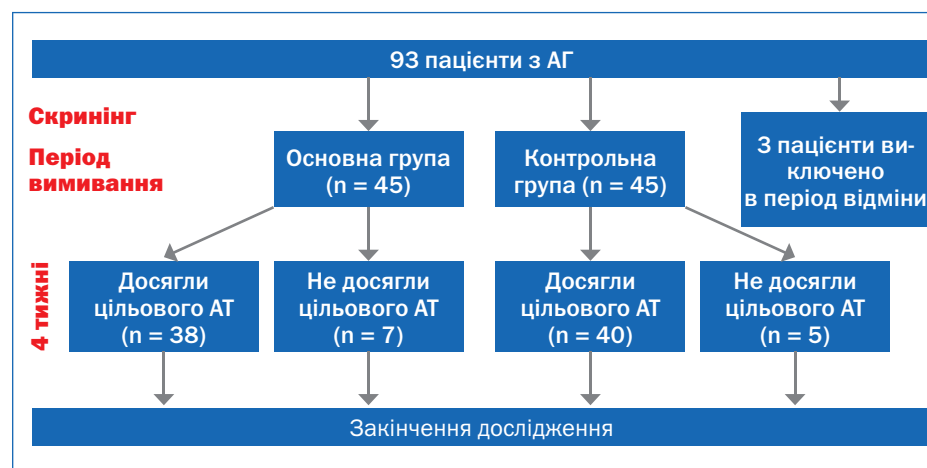 93 пацієнти з АГ
Скринінг
Період
вимивання
Основна група
(n = 45)
Контрольна
група (n = 45)
3 пацієнти ви-
ключено
в період відміни
4 тижні
Досягли
цільового АТ
(n = 38)
Не досягли
цільового АТ
(n = 7)
Досягли
цільового АТ
(n = 40)
Не досягли
цільового АТ
(n = 5)
Закінчення дослідження